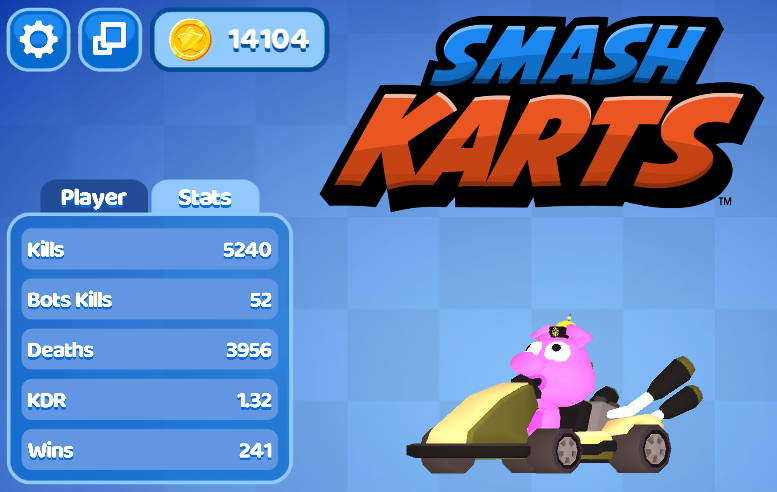 14104
SMASH
KARTS
TM
Player Stats
Kills 5240
Bots Kills 52
Deaths 3956
KDR 1.32
Wins 241